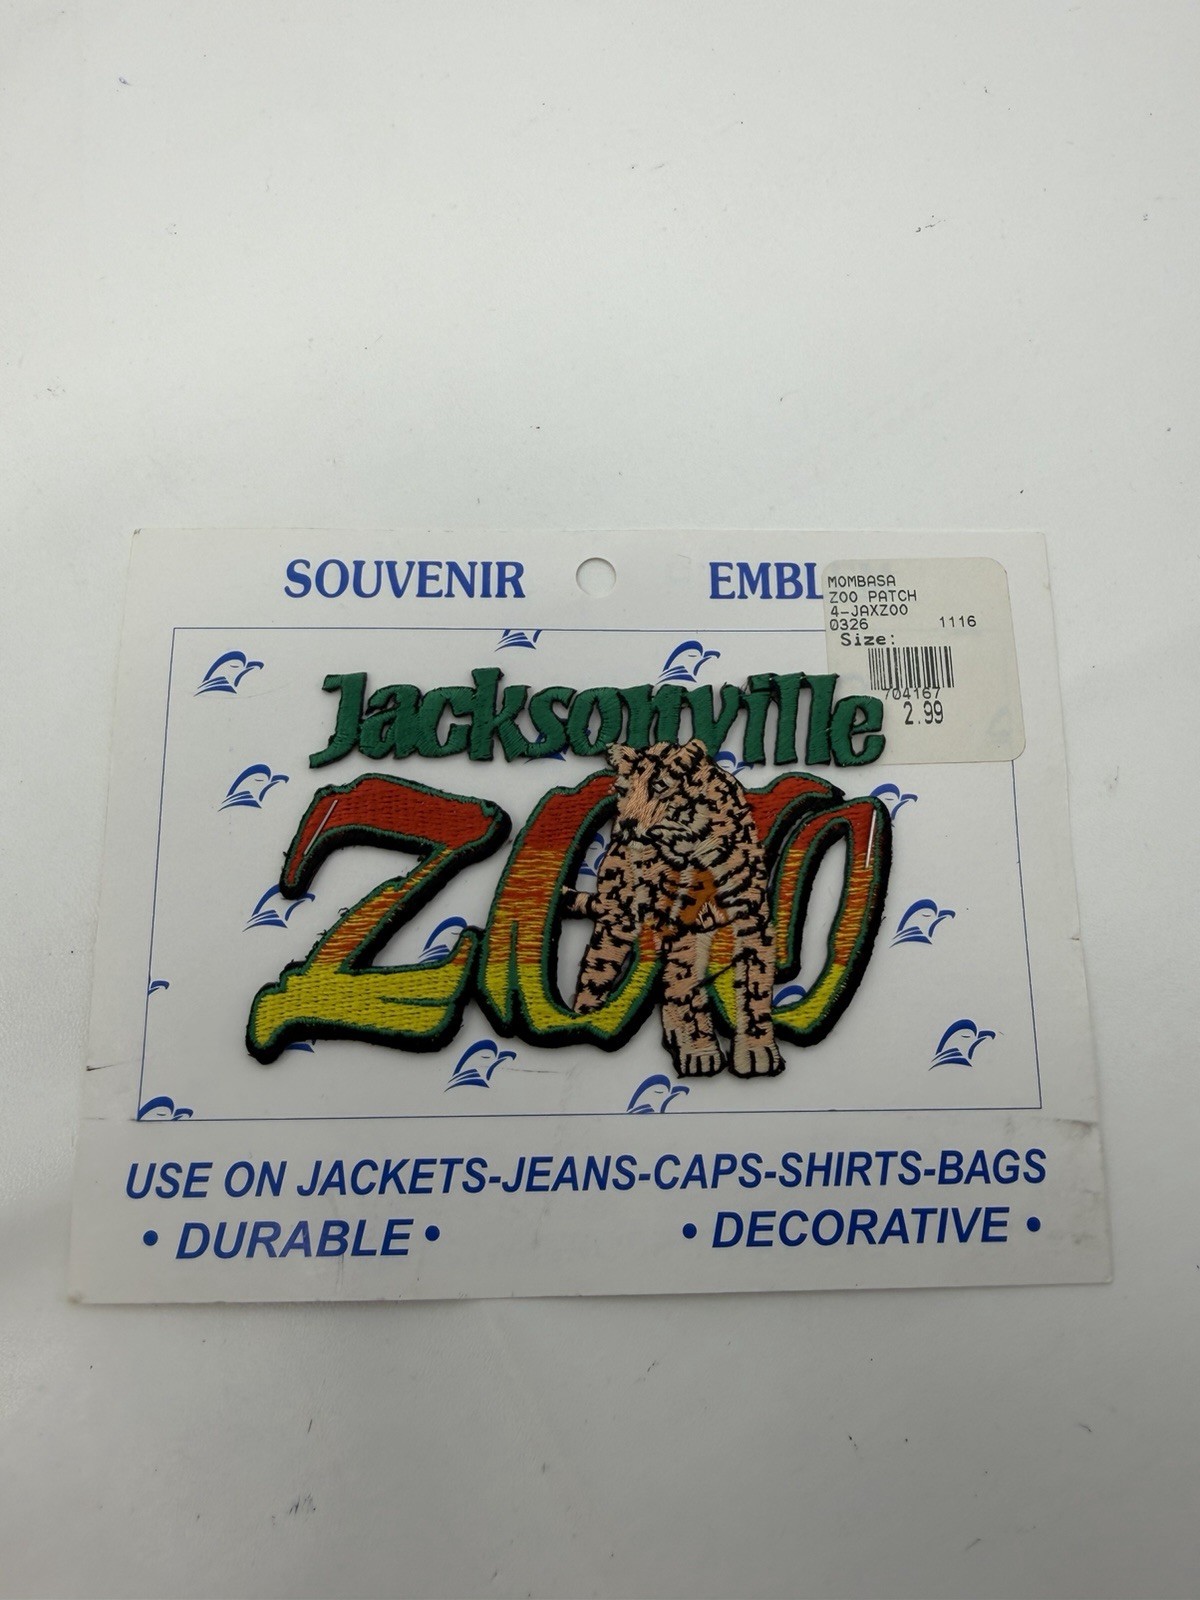 SOUVENIR EMBL
MOMBASA
ZOO PATCH
4-JAXZOO
0326 1116
Size:
704167
2.99
Jacksonville
ZOO
USE ON JACKETS-JEANS-CAPS-SHIRTS-BAGS
• DURABLE • • DECORATIVE •